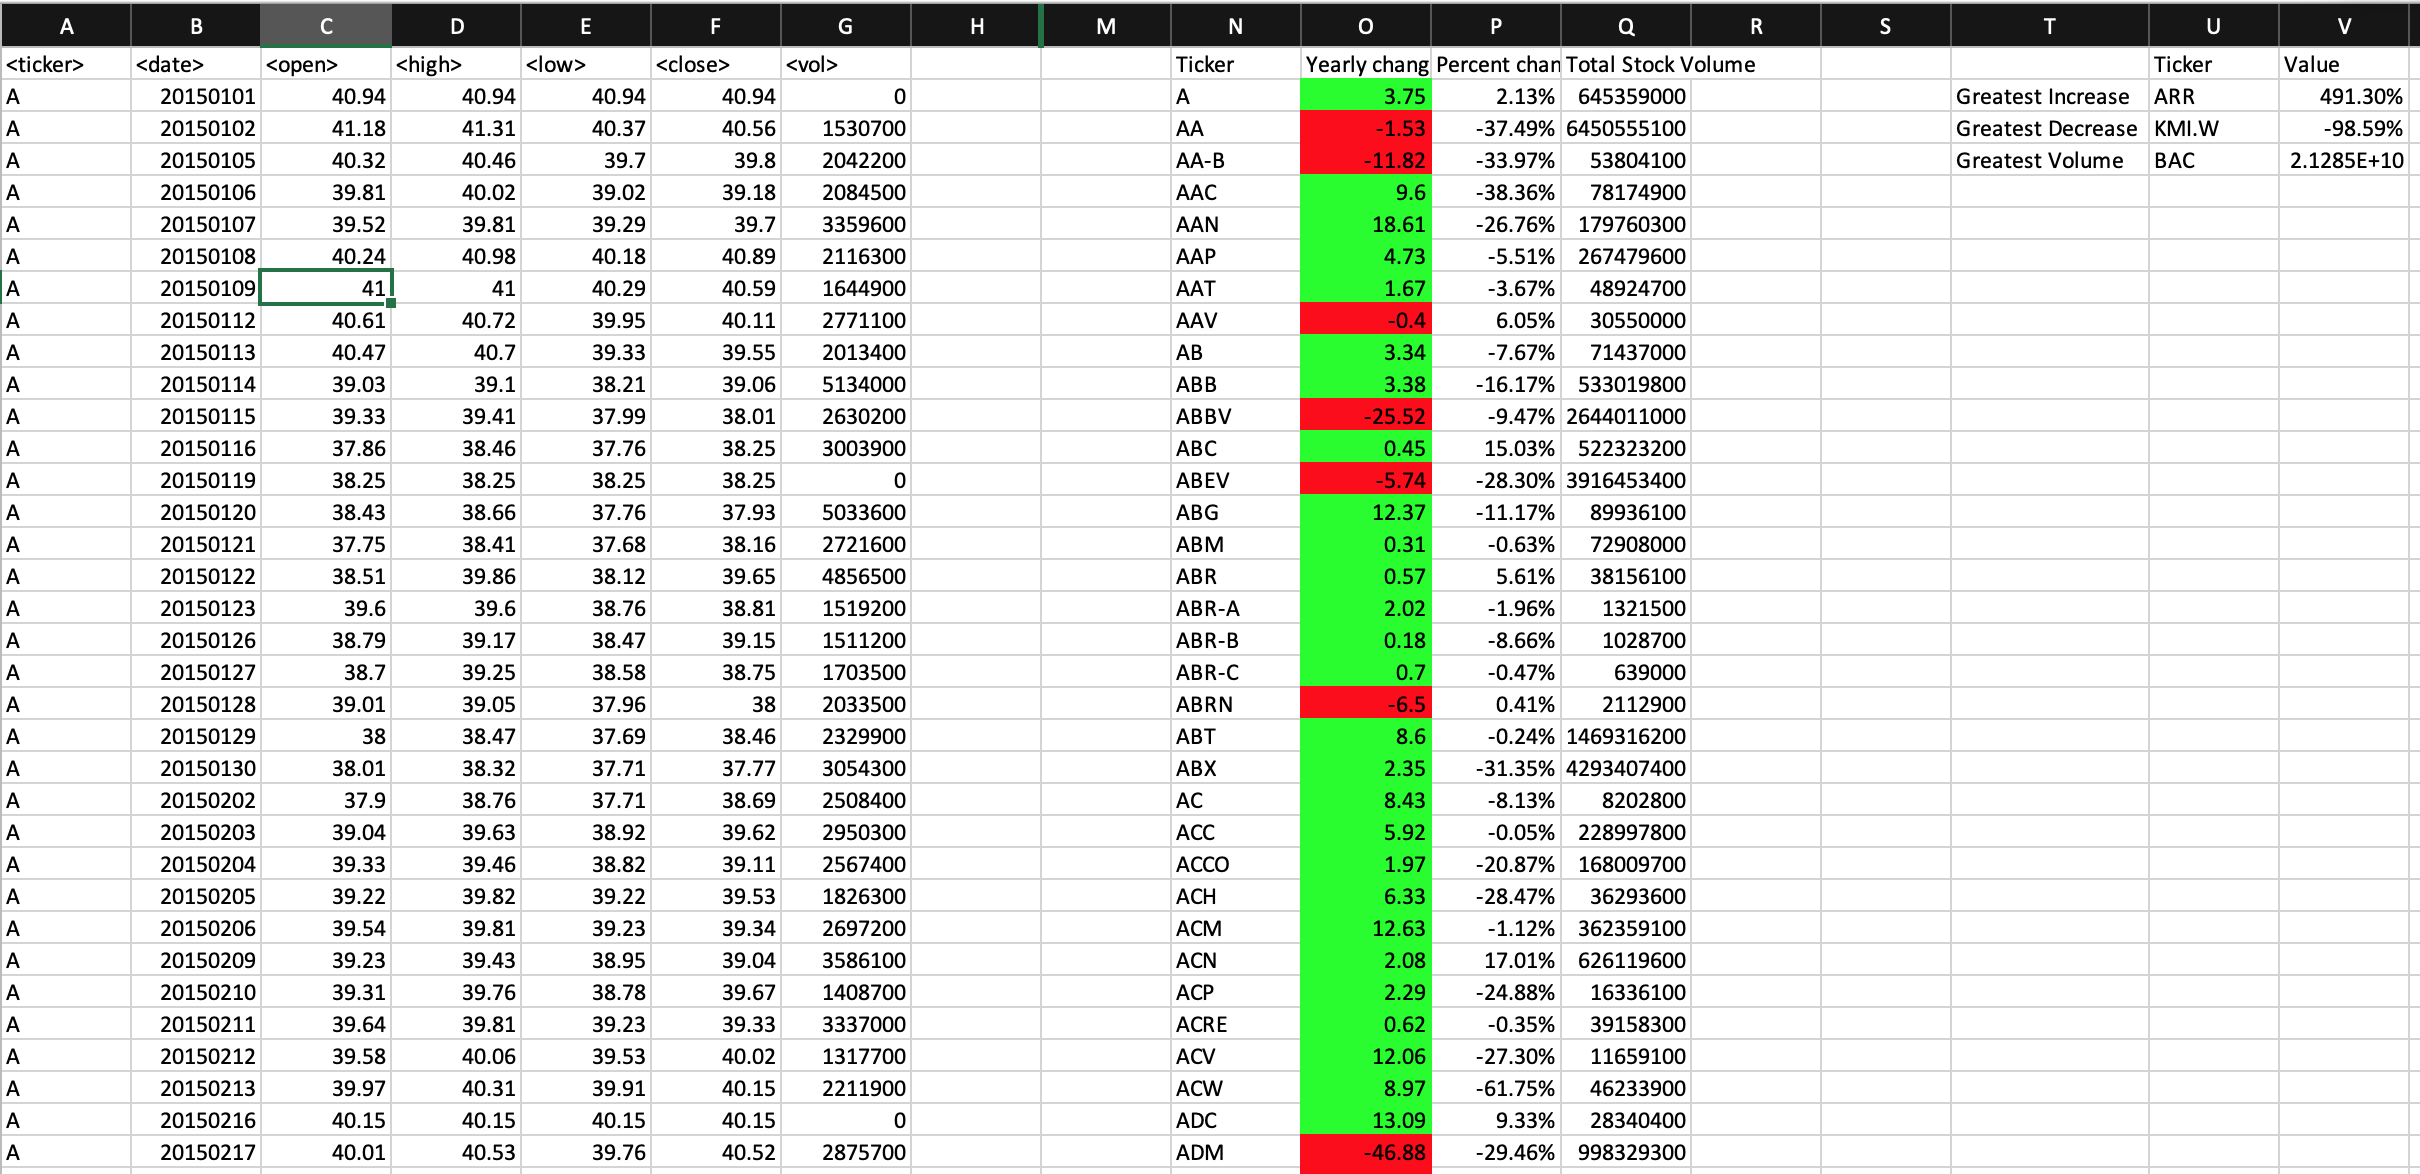 A B C D E F G H M N O P Q R S T U V
<ticker> <date> <open> <high> <low> <close> <vol> Ticker Yearly chang Percent chan Total Stock Volume Ticker Value
A 20150101 40.94 40.94 40.94 40.94 0 A 3.75 2.13% 645359000 Greatest Increase ARR 491.30%
A 20150102 41.18 41.31 40.37 40.56 1530700 AA -1.53 -37.49% 6450555100 Greatest Decrease KMI.W -98.59%
A 20150105 40.32 40.46 39.7 39.8 2042200 AA-B -11.82 -33.97% 53804100 Greatest Volume BAC 2.1285E+10
A 20150106 39.81 40.02 39.02 39.18 2084500 AAC 9.6 -38.36% 78174900
A 20150107 39.52 39.81 39.29 39.7 3359600 AAN 18.61 -26.76% 179760300
A 20150108 40.24 40.98 40.18 40.89 2116300 AAP 4.73 -5.51% 267479600
A 20150109 41 41 40.29 40.59 1644900 AAT 1.67 -3.67% 48924700
A 20150112 40.61 40.72 39.95 40.11 2771100 AAV -0.4 6.05% 30550000
A 20150113 40.47 40.7 39.33 39.55 2013400 AB 3.34 -7.67% 71437000
A 20150114 39.03 39.1 38.21 39.06 5134000 ABB 3.38 -16.17% 533019800
A 20150115 39.33 39.41 37.99 38.01 2630200 ABBV -25.52 -9.47% 2644011000
A 20150116 37.86 38.46 37.76 38.25 3003900 ABC 0.45 15.03% 522323200
A 20150119 38.25 38.25 38.25 38.25 0 ABEV -5.74 -28.30% 3916453400
A 20150120 38.43 38.66 37.76 37.93 5033600 ABG 12.37 -11.17% 89936100
A 20150121 37.75 38.41 37.68 38.16 2721600 ABM 0.31 -0.63% 72908000
A 20150122 38.51 39.86 38.12 39.65 4856500 ABR 0.57 5.61% 38156100
A 20150123 39.6 39.6 38.76 38.81 1519200 ABR-A 2.02 -1.96% 1321500
A 20150126 38.79 39.17 38.47 39.15 1511200 ABR-B 0.18 -8.66% 1028700
A 20150127 38.7 39.25 38.58 38.75 1703500 ABR-C 0.7 -0.47% 639000
A 20150128 39.01 39.05 37.96 38 2033500 ABRN -6.5 0.41% 2112900
A 20150129 38 38.47 37.69 38.46 2329900 ABT 8.6 -0.24% 1469316200
A 20150130 38.01 38.32 37.71 37.77 3054300 ABX 2.35 -31.35% 4293407400
A 20150202 37.9 38.76 37.71 38.69 2508400 AC 8.43 -8.13% 8202800
A 20150203 39.04 39.63 38.92 39.62 2950300 ACC 5.92 -0.05% 228997800
A 20150204 39.33 39.46 38.82 39.11 2567400 ACCO 1.97 -20.87% 168009700
A 20150205 39.22 39.82 39.22 39.53 1826300 ACH 6.33 -28.47% 36293600
A 20150206 39.54 39.81 39.23 39.34 2697200 ACM 12.63 -1.12% 362359100
A 20150209 39.23 39.43 38.95 39.04 3586100 ACN 2.08 17.01% 626119600
A 20150210 39.31 39.76 38.78 39.67 1408700 ACP 2.29 -24.88% 16336100
A 20150211 39.64 39.81 39.23 39.33 3337000 ACRE 0.62 -0.35% 39158300
A 20150212 39.58 40.06 39.53 40.02 1317700 ACV 12.06 -27.30% 11659100
A 20150213 39.97 40.31 39.91 40.15 2211900 ACW 8.97 -61.75% 46233900
A 20150216 40.15 40.15 40.15 40.15 0 ADC 13.09 9.33% 28340400
A 20150217 40.01 40.53 39.76 40.52 2875700 ADM -46.88 -29.46% 998329300